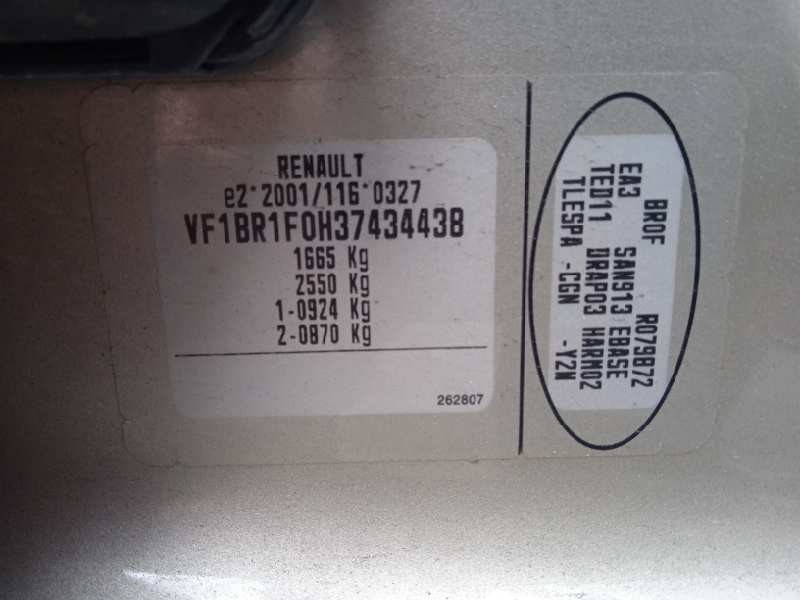 RENAULT
e2*2001/116*0327
VF1BR1F0H37434438
1665 Kg
2550 Kg
1-0924 Kg
2-0870 Kg
262807
BR0F R079B72
EA3 SAN913 EBASE
TED11 DRAP03 HARM02
TLESPA -CGN -Y2N